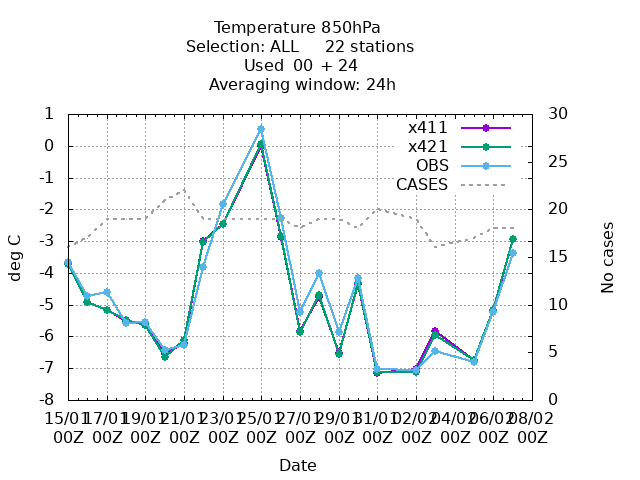 Temperature 850hPa
Selection: ALL 22 stations
Used 00 + 24
Averaging window: 24h
1 30
x411
x421
OBS
CASES
0
-1
-2
-3
-4
-5
-6
-7
-8
25
20
15
10
5
0
deg C
No cases
15/01 17/01 19/01 21/01 23/01 25/01 27/01 29/01 31/01 02/02 04/02 06/02 08/02
00Z 00Z 00Z 00Z 00Z 00Z 00Z 00Z 00Z 00Z 00Z 00Z 00Z
Date